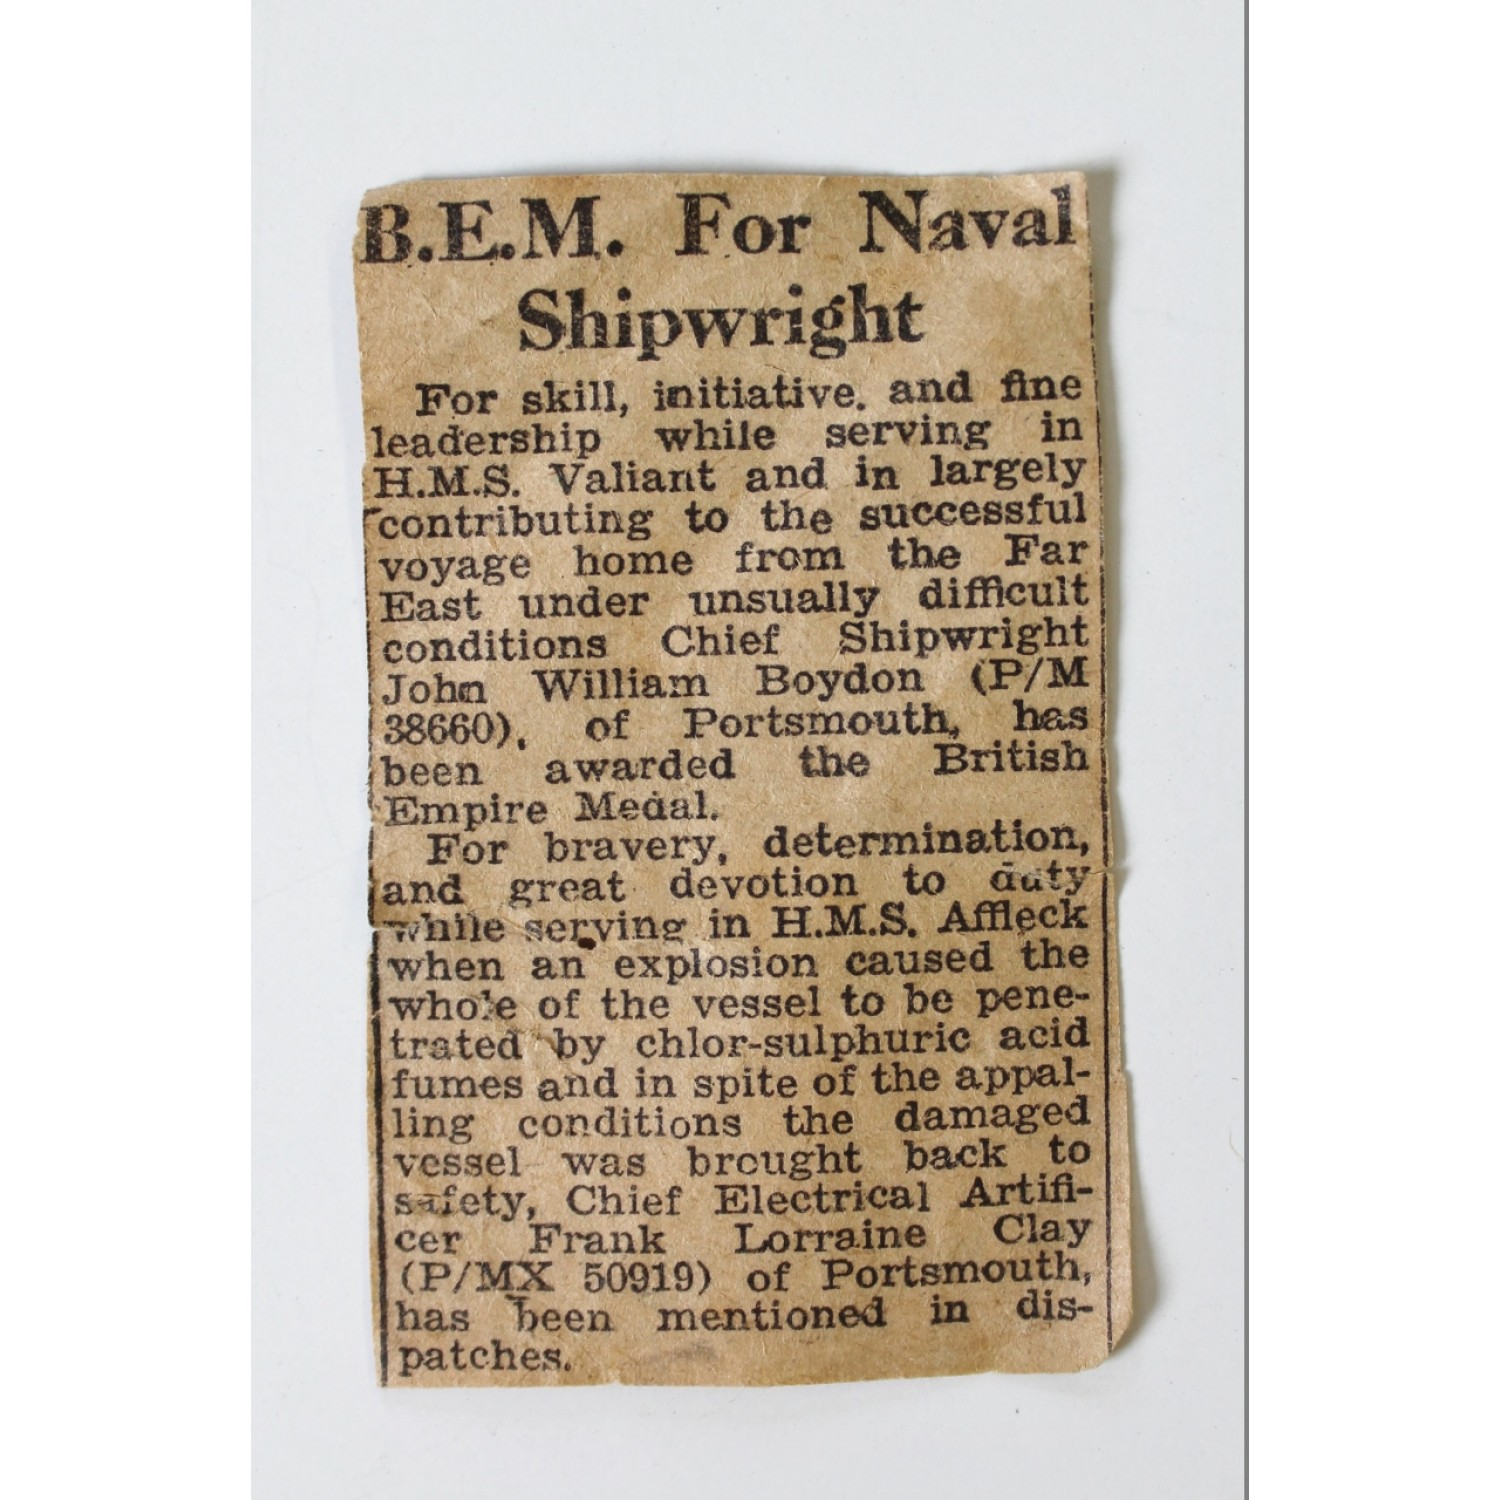 B.E.M. For Naval
Shipwright
For skill, initiative. and fine
leadership while serving in
H.M.S. Valiant and in largely
contributing to the successful
voyage home from the Far
East under unsually difficult
conditions Chief Shipwright
John William Boydon (P/M
38660), of Portsmouth, has
been awarded the British
Empire Medal.
For bravery, determination,
and great devotion to duty
while serving in H.M.S. Affleck
when an explosion caused the
whole of the vessel to be pene-
trated by chlor-sulphuric acid
fumes and in spite of the appal-
ling conditions the damaged
vessel was brought back to
safety, Chief Electrical Artifi-
cer Frank Lorraine Clay
(P/MX 50919) of Portsmouth,
has been mentioned in dis-
patches.